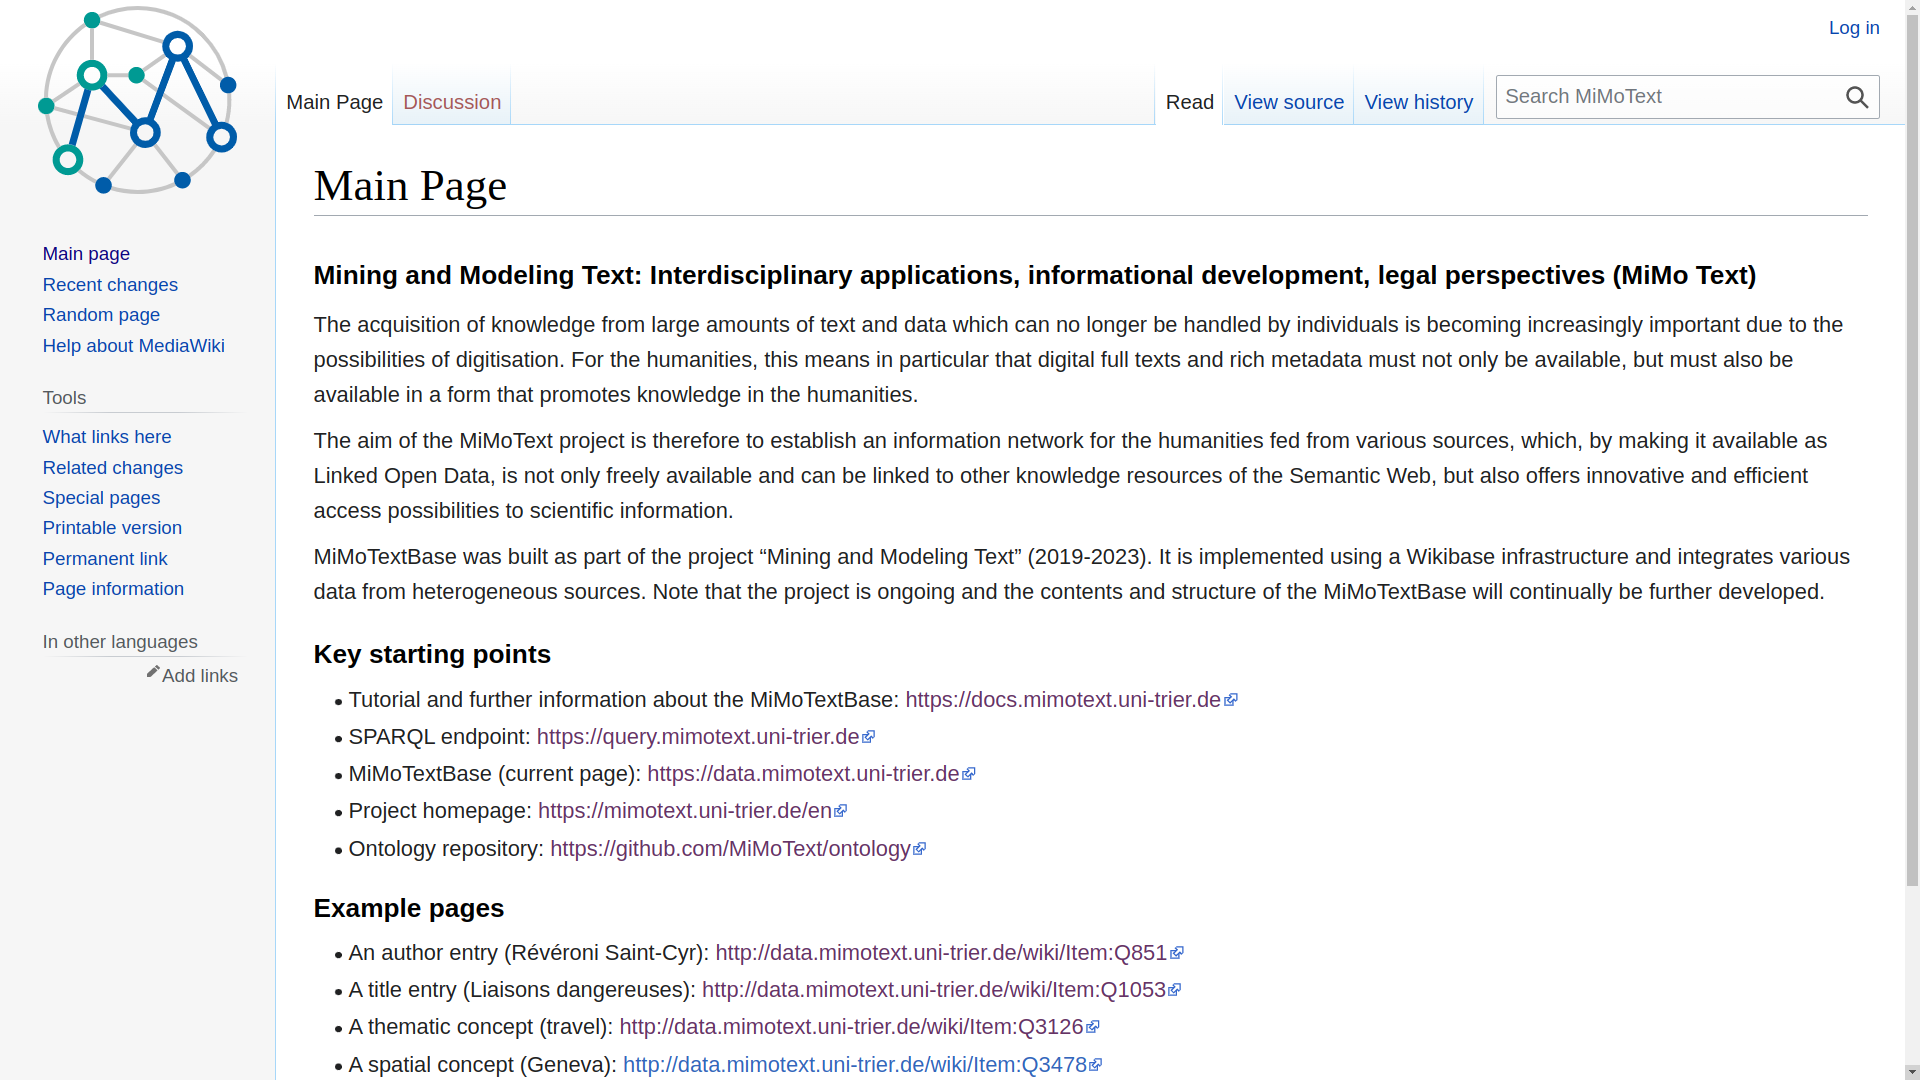 Log in
Main Page
Discussion
Read
View source
View history
Search MiMoText
Main page
Recent changes
Random page
Help about MediaWiki
Tools
What links here
Related changes
Special pages
Printable version
Permanent link
Page information
In other languages
Add links
Main Page
Mining and Modeling Text: Interdisciplinary applications, informational development, legal perspectives (MiMo Text)
The acquisition of knowledge from large amounts of text and data which can no longer be handled by individuals is becoming increasingly important due to the
possibilities of digitisation. For the humanities, this means in particular that digital full texts and rich metadata must not only be available, but must also be
available in a form that promotes knowledge in the humanities.
The aim of the MiMoText project is therefore to establish an information network for the humanities fed from various sources, which, by making it available as
Linked Open Data, is not only freely available and can be linked to other knowledge resources of the Semantic Web, but also offers innovative and efficient
access possibilities to scientific information.
MiMoTextBase was built as part of the project “Mining and Modeling Text” (2019-2023). It is implemented using a Wikibase infrastructure and integrates various
data from heterogeneous sources. Note that the project is ongoing and the contents and structure of the MiMoTextBase will continually be further developed.
Key starting points
• Tutorial and further information about the MiMoTextBase: https://docs.mimotext.uni-trier.de
• SPARQL endpoint: https://query.mimotext.uni-trier.de
• MiMoTextBase (current page): https://data.mimotext.uni-trier.de
• Project homepage: https://mimotext.uni-trier.de/en
• Ontology repository: https://github.com/MiMoText/ontology
Example pages
• An author entry (Révéroni Saint-Cyr): http://data.mimotext.uni-trier.de/wiki/Item:Q851
• A title entry (Liaisons dangereuses): http://data.mimotext.uni-trier.de/wiki/Item:Q1053
• A thematic concept (travel): http://data.mimotext.uni-trier.de/wiki/Item:Q3126
• A spatial concept (Geneva): http://data.mimotext.uni-trier.de/wiki/Item:Q3478